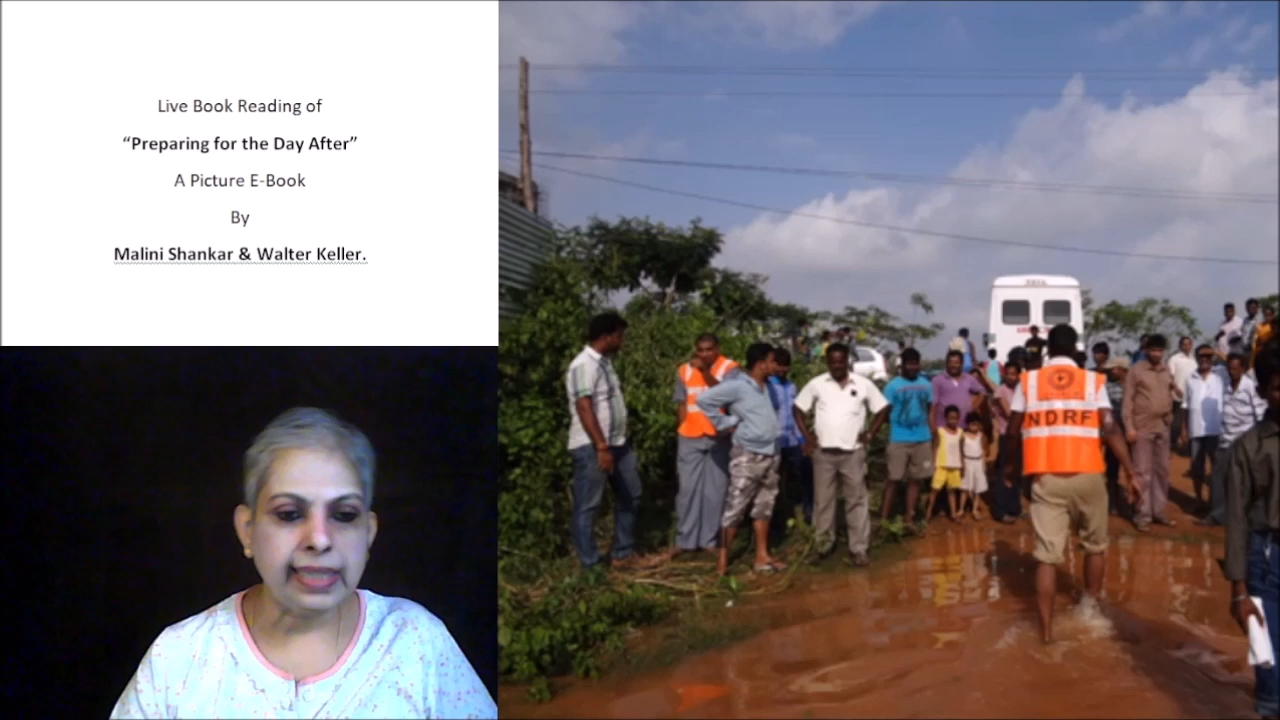 Live Book Reading of
“Preparing for the Day After”
A Picture E-Book
By
Malini Shankar & Walter Keller.
NDRF